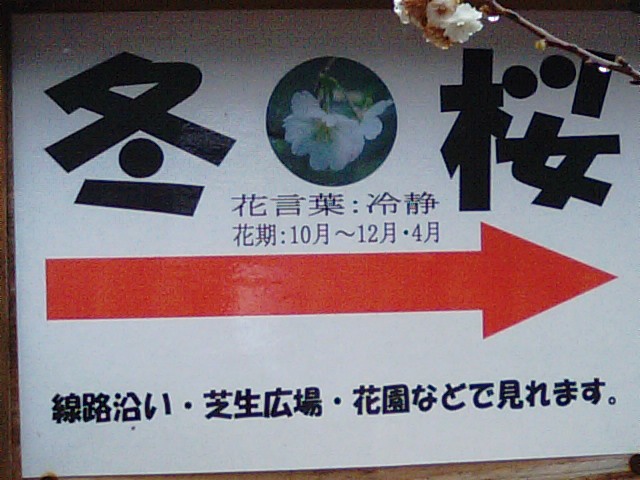 冬桜
花言葉:冷静
花期:10月～12月・4月
線路沿い・芝生広場・花園などで見れます。